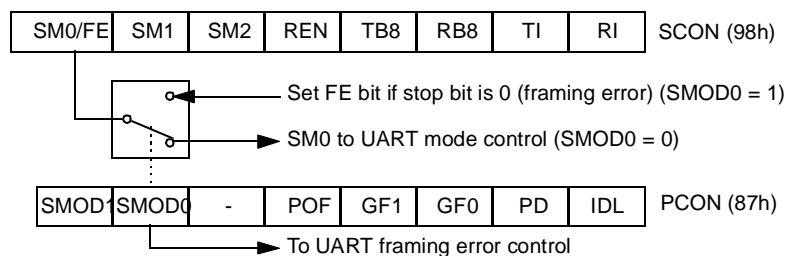 SM0/FE SM1 SM2 REN TB8 RB8 TI RI SCON (98h)
Set FE bit if stop bit is 0 (framing error) (SMOD0 = 1)
SM0 to UART mode control (SMOD0 = 0)
SMOD1 SMOD0 - POF GF1 GF0 PD IDL PCON (87h)
To UART framing error control